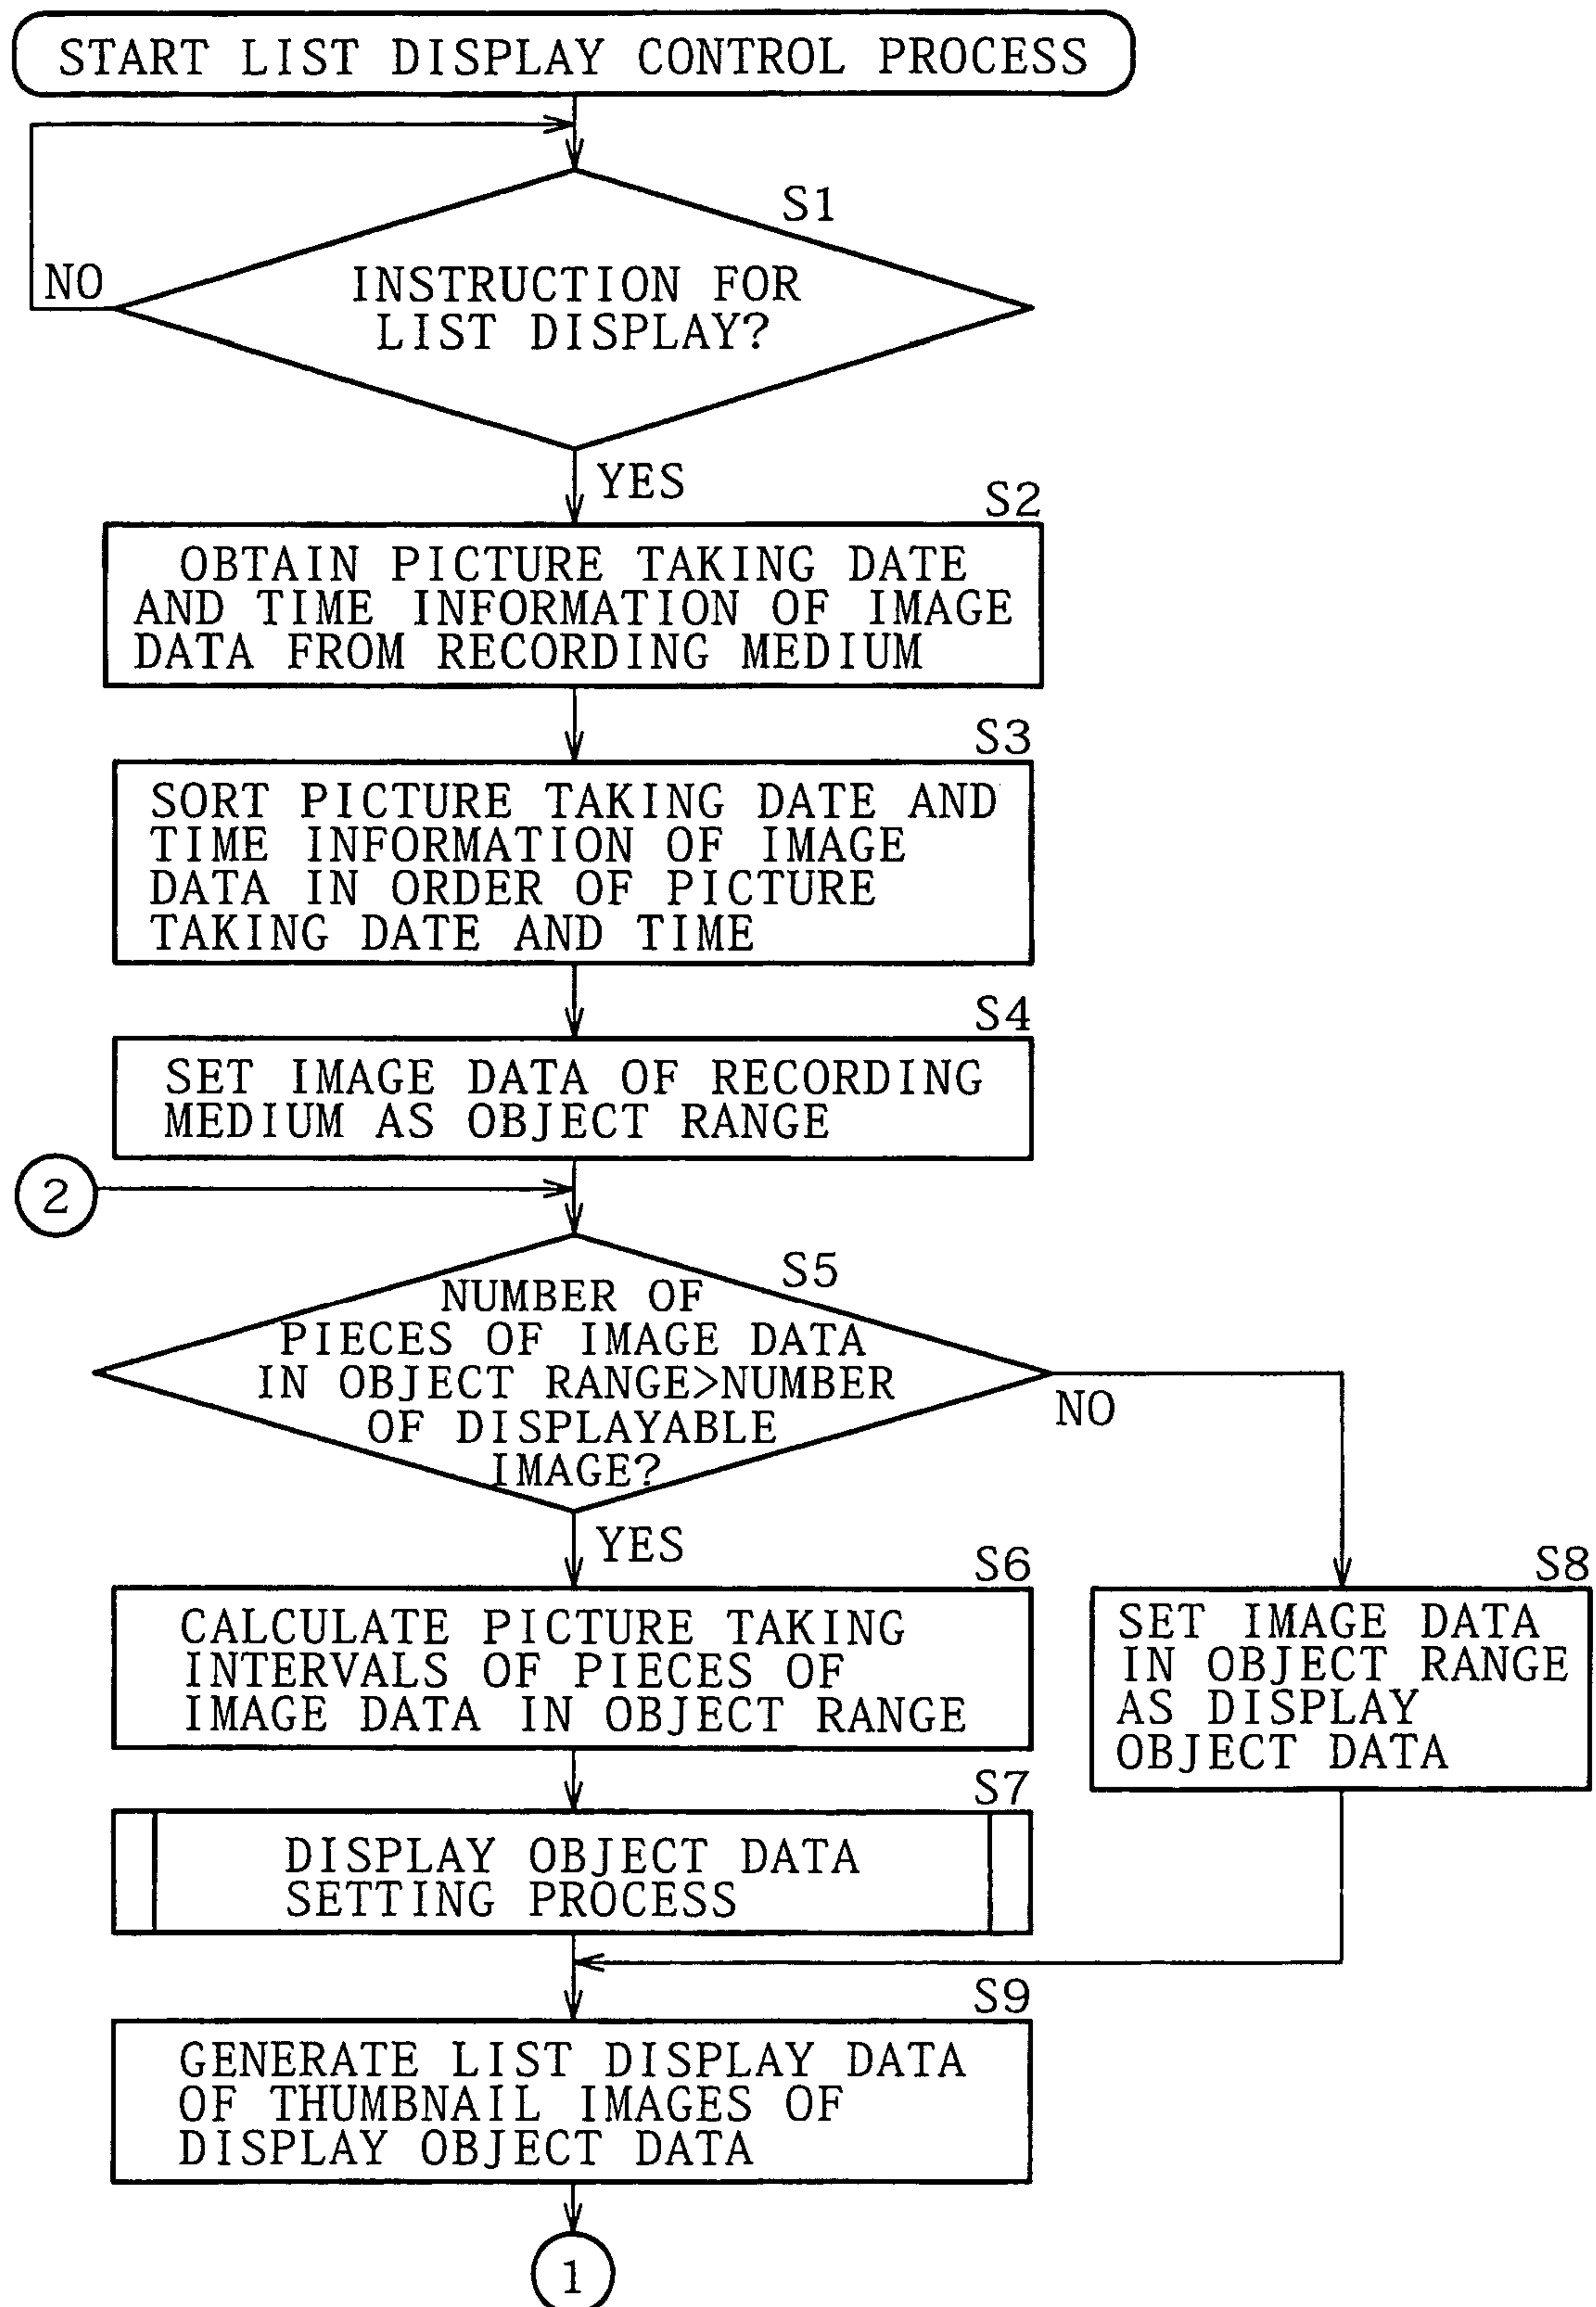 START LIST DISPLAY CONTROL PROCESS
S1
NO
INSTRUCTION FOR
LIST DISPLAY?
YES
S2
OBTAIN PICTURE TAKING DATE
AND TIME INFORMATION OF IMAGE
DATA FROM RECORDING MEDIUM
S3
SORT PICTURE TAKING DATE AND
TIME INFORMATION OF IMAGE
DATA IN ORDER OF PICTURE
TAKING DATE AND TIME
S4
SET IMAGE DATA OF RECORDING
MEDIUM AS OBJECT RANGE
2
S5
NUMBER OF
PIECES OF IMAGE DATA
IN OBJECT RANGE>NUMBER
OF DISPLAYABLE
IMAGE?
NO
YES
S6
CALCULATE PICTURE TAKING
INTERVALS OF PIECES OF
IMAGE DATA IN OBJECT RANGE
S8
SET IMAGE DATA
IN OBJECT RANGE
AS DISPLAY
OBJECT DATA
S7
DISPLAY OBJECT DATA
SETTING PROCESS
S9
GENERATE LIST DISPLAY DATA
OF THUMBNAIL IMAGES OF
DISPLAY OBJECT DATA
1